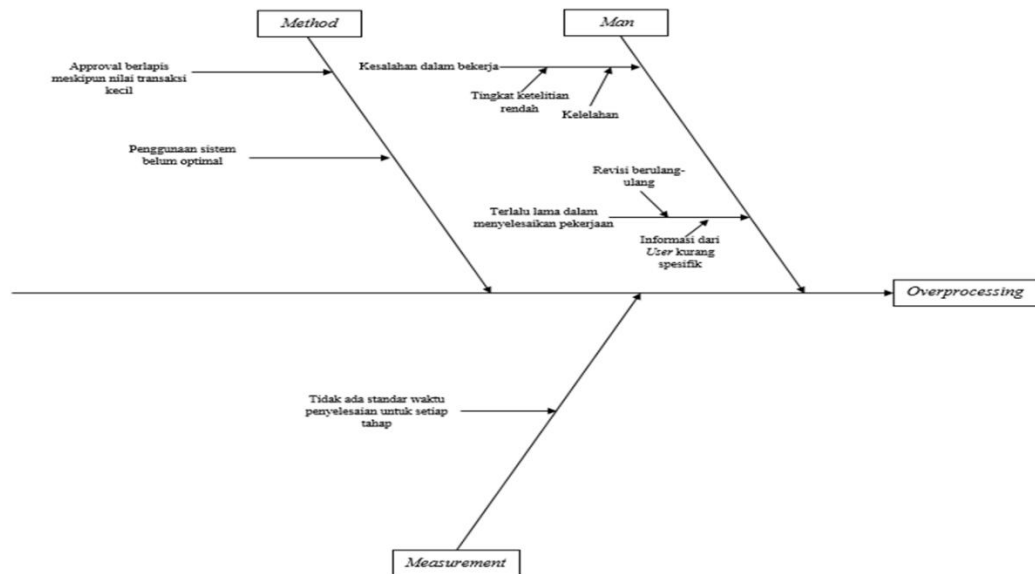 Method
Man
Approval berlapis
meskipun nilai transaksi
kecil
Kesalahan dalam bekerja
Tingkat ketelitian
rendah
Kelelahan
Penggunaan sistem
belum optimal
Revisi berulang-
ulang
Terlalu lama dalam
menyelesaikan pekerjaan
Informasi dari
User kurang
spesifik
Overprocessing
Tidak ada standar waktu
penyelesaian untuk setiap
tahap
Measurement